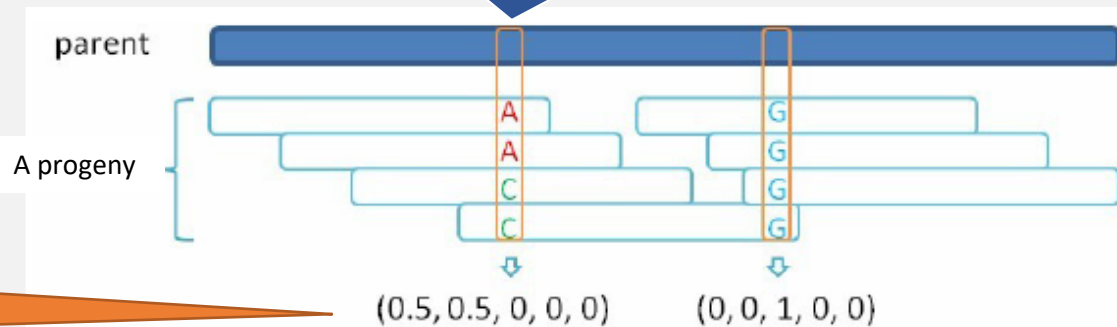 parent
A progeny
A G
A G
C G
C G
(0.5, 0.5, 0, 0, 0) (0, 0, 1, 0, 0)